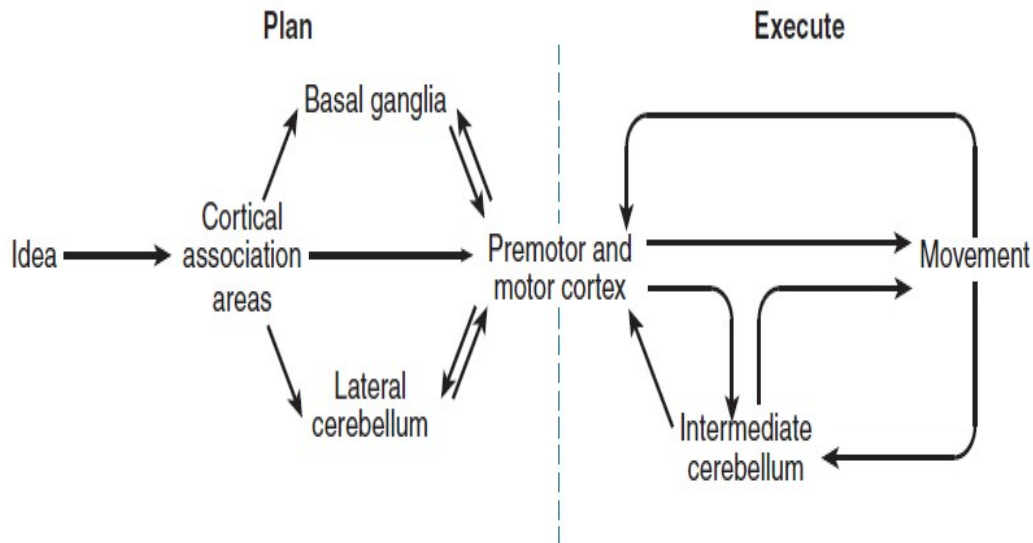 Plan
Execute
Basal ganglia
Idea
Cortical
association
areas
Lateral
cerebellum
Premotor and
motor cortex
Movement
Intermediate
cerebellum